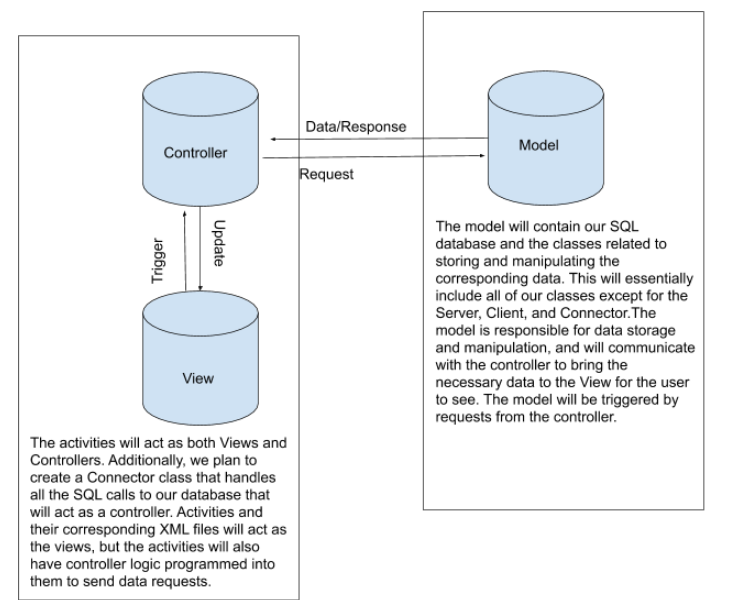 Controller
Data/Response
Request
Model
Trigger
Update
View
The activities will act as both Views and
Controllers. Additionally, we plan to
create a Connector class that handles
all the SQL calls to our database that
will act as a controller. Activities and
their corresponding XML files will act as
the views, but the activities will also
have controller logic programmed into
them to send data requests.
The model will contain our SQL
database and the classes related to
storing and manipulating the
corresponding data. This will essentially
include all of our classes except for the
Server, Client, and Connector.The
model is responsible for data storage
and manipulation, and will communicate
with the controller to bring the
necessary data to the View for the user
to see. The model will be triggered by
requests from the controller.